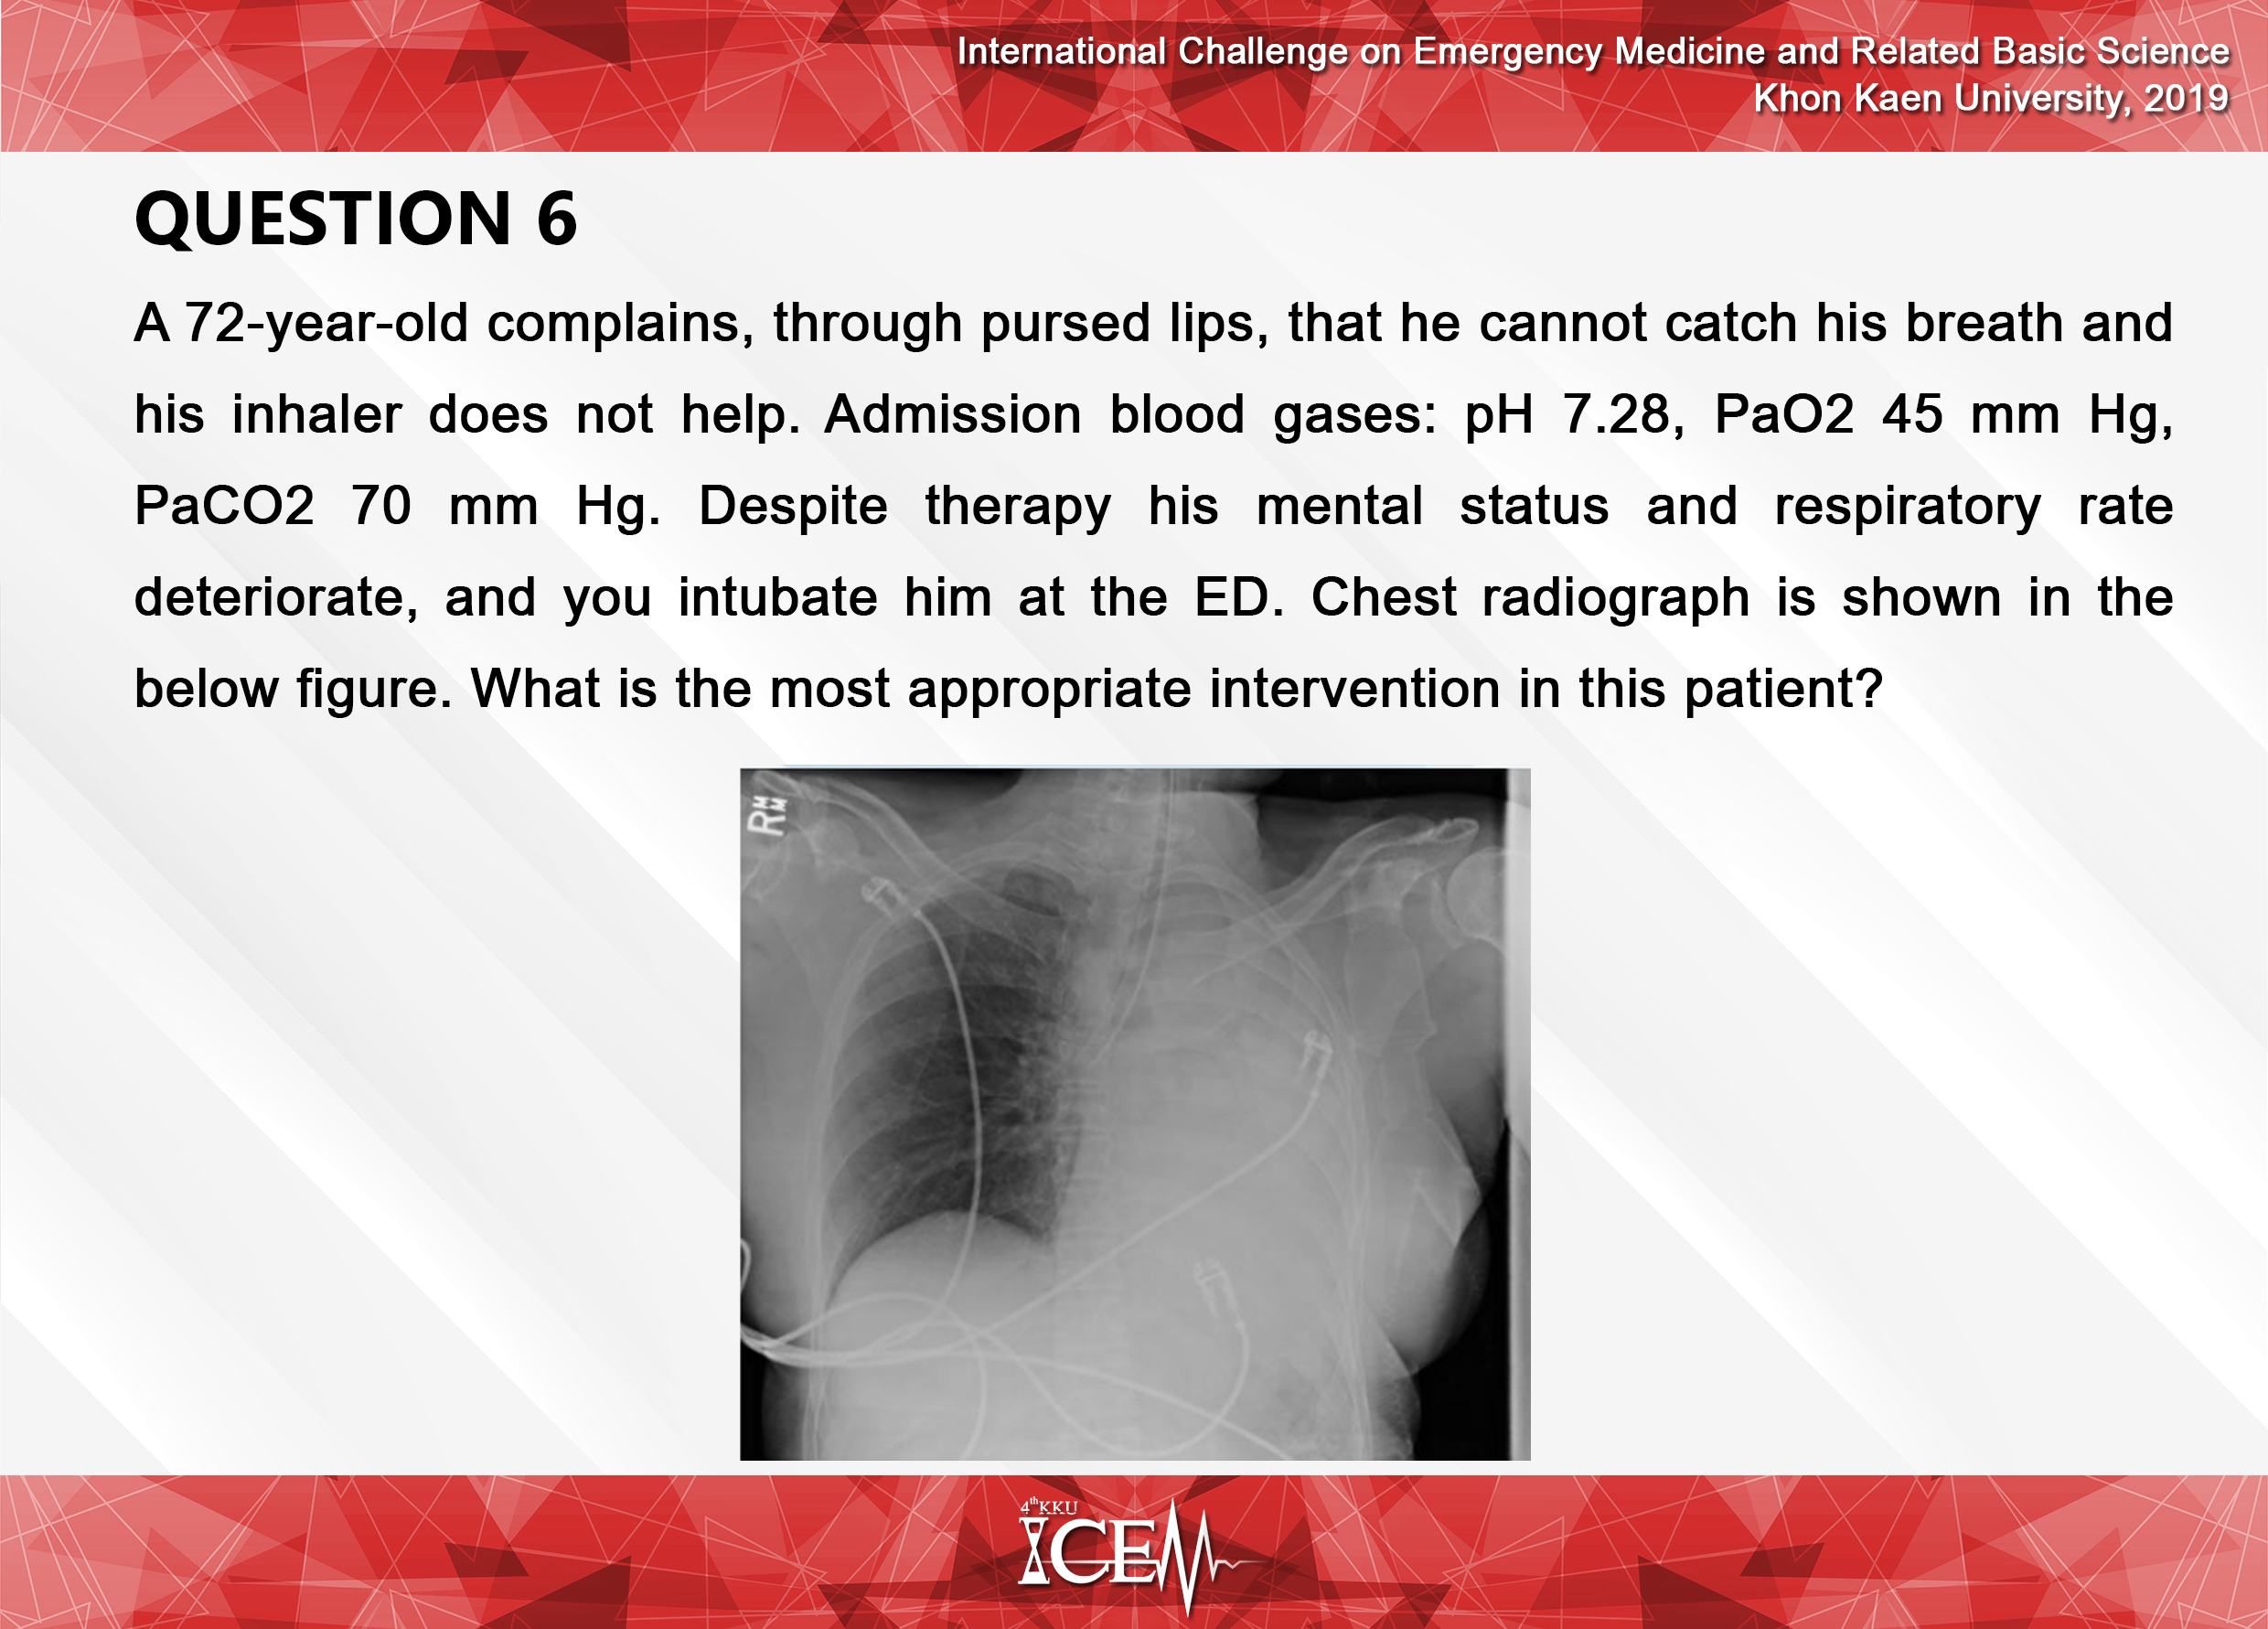 International Challenge on Emergency Medicine and Related Basic Science
Khon Kaen University, 2019
QUESTION 6
A 72-year-old complains, through pursed lips, that he cannot catch his breath and
his inhaler does not help. Admission blood gases: pH 7.28, PaO2 45 mm Hg,
PaCO2 70 mm Hg. Despite therapy his mental status and respiratory rate
deteriorate, and you intubate him at the ED. Chest radiograph is shown in the
below figure. What is the most appropriate intervention in this patient?
RMM
4th KKU
ICEM